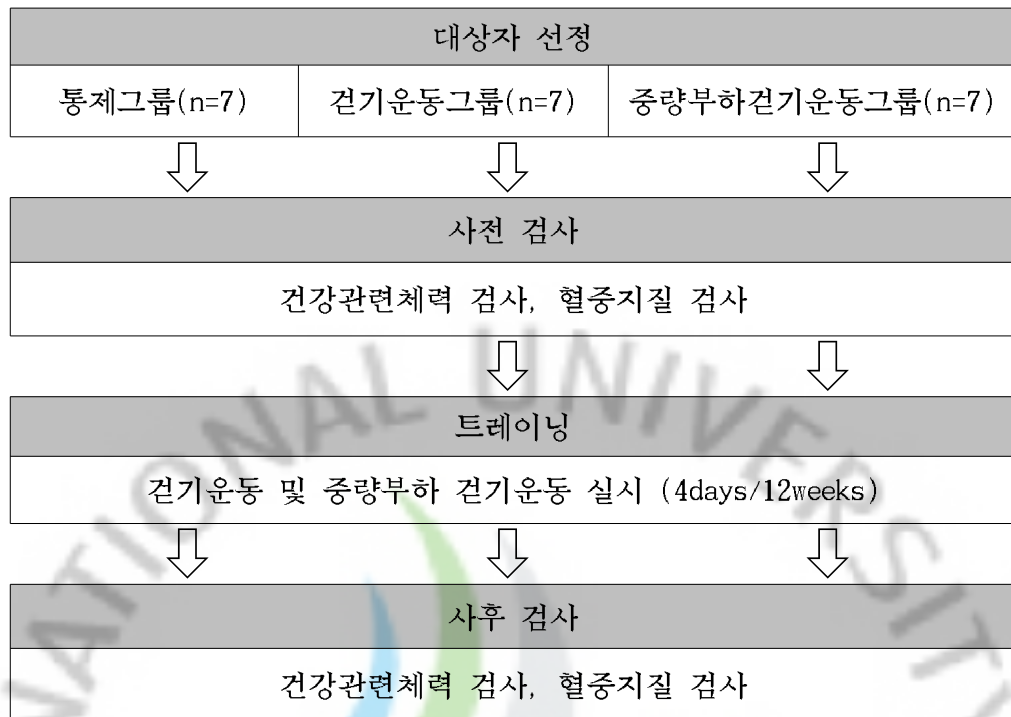 대상자 선정
통제그룹(n=7) 걷기운동그룹(n=7) 중량부하걷기운동그룹(n=7)
사전 검사
건강관련체력 검사, 혈중지질 검사
트레이닝
걷기운동 및 중량부하 걷기운동 실시 (4days/12weeks)
사후 검사
건강관련체력 검사, 혈중지질 검사
NATIONAL UNIVERSITY